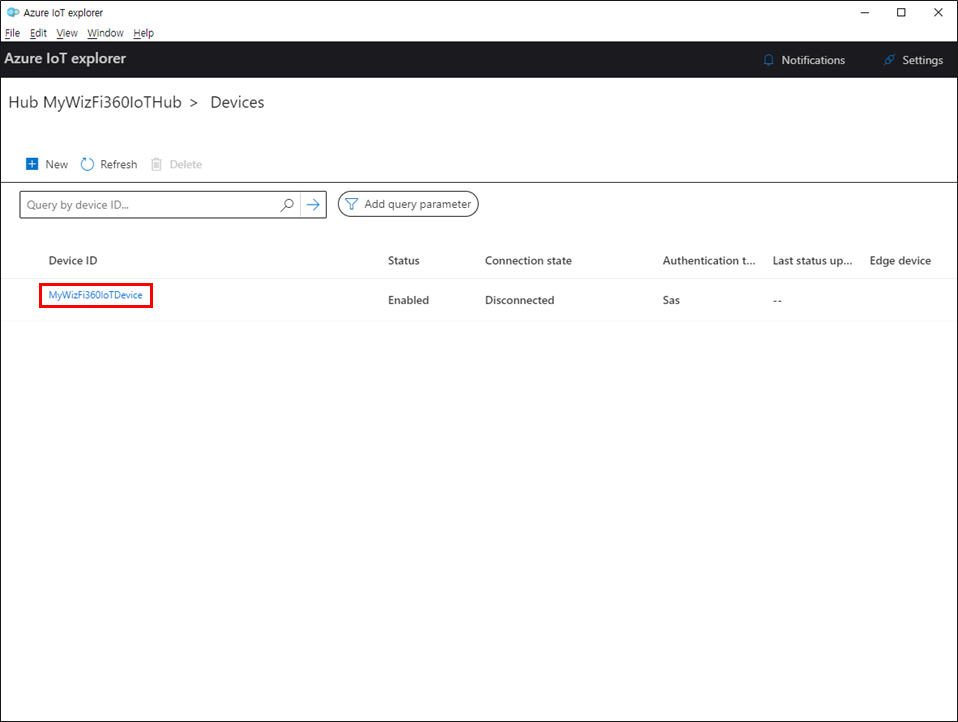 Azure IoT explorer
File Edit View Window Help
Azure IoT explorer Notifications Settings
Hub MyWizFi360IoTHub > Devices
New Refresh Delete
Query by device ID... Add query parameter
Device ID Status Connection state Authentication t... Last status up... Edge device
MyWizFi360IoTDevice Enabled Disconnected Sas --